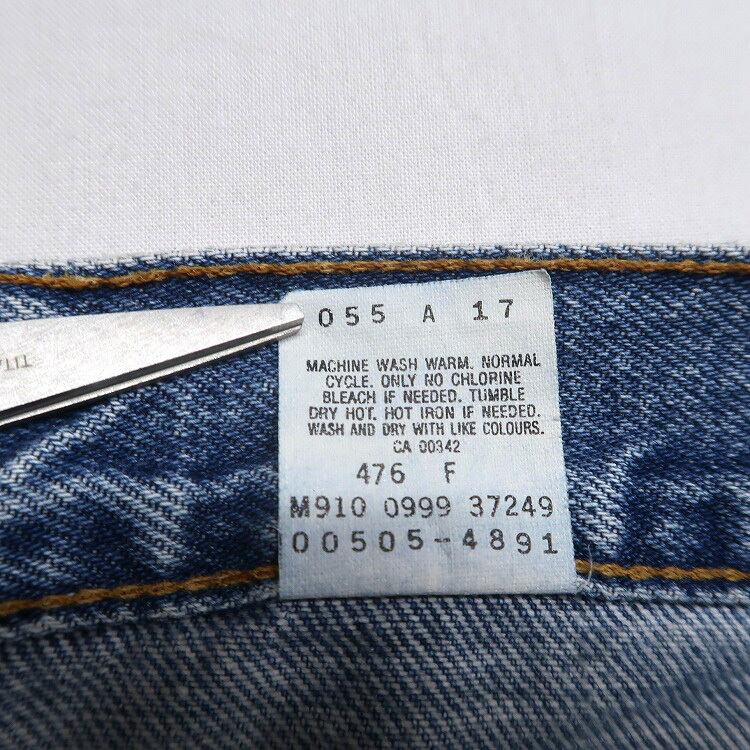 055 A 17
MACHINE WASH WARM. NORMAL
CYCLE. ONLY NO CHLORINE
BLEACH IF NEEDED. TUMBLE
DRY HOT. HOT IRON IF NEEDED.
WASH AND DRY WITH LIKE COLOURS.
CA 00342
476 F
M910 0999 37249
00505-4891